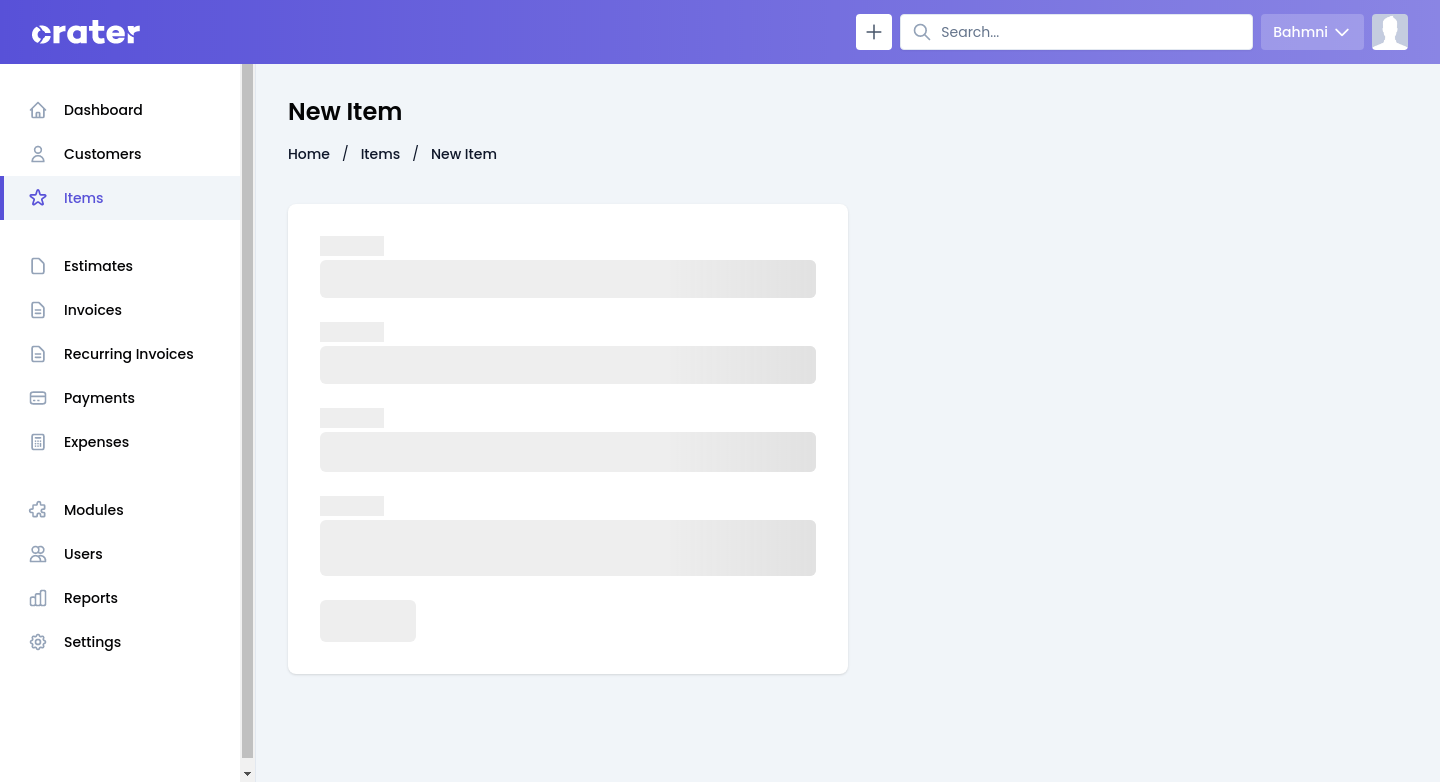 crater
Search...
Bahmni
Dashboard
Customers
Items
Estimates
Invoices
Recurring Invoices
Payments
Expenses
Modules
Users
Reports
Settings
New Item
Home / Items / New Item